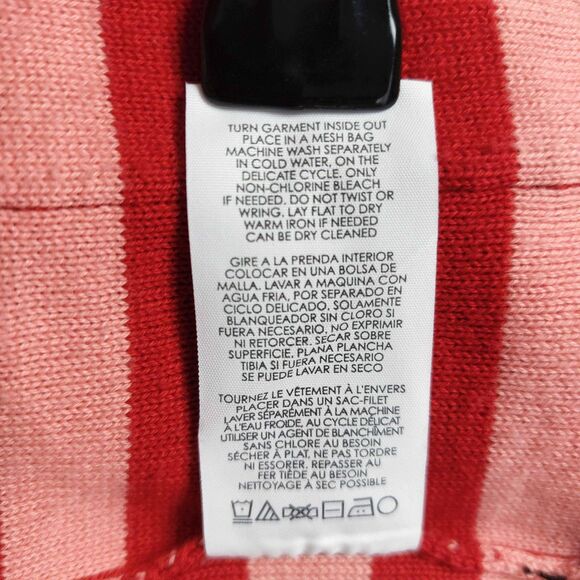 TURN GARMENT INSIDE OUT
PLACE IN A MESH BAG
MACHINE WASH SEPARATELY
IN COLD WATER, ON THE
DELICATE CYCLE. ONLY
NON-CHLORINE BLEACH
IF NEEDED. DO NOT TWIST OR
WRING. LAY FLAT TO DRY
WARM IRON IF NEEDED
CAN BE DRY CLEANED
GIRE A LA PRENDA INTERIOR
COLOCAR EN UNA BOLSA DE
MALLA. LAVAR A MAQUINA CON
AGUA FRIA, POR SEPARADO EN
CICLO DELICADO. SOLAMENTE
BLANQUEADOR SIN CLORO SI
FUERA NECESARIO. NO EXPRIMIR
NI RETORCER. SECAR SOBRE
SUPERFICIE, PLANA PLANCHA
TIBIA SI FUERA NECESARIO
SE PUEDE LAVAR EN SECO
TOURNEZ LE VÊTEMENT À L'ENVERS
PLACER DANS UN SAC-FILET
LAVER SÉPARÉMENT À LA MACHINE
À L'EAU FROIDE, AU CYCLE DÉLICAT
UTILISER UN AGENT DE BLANCHIMENT
SANS CHLORE AU BESOIN
SÉCHER À PLAT, NE PAS TORDRE
NI ESSORER. REPASSER AU
FER TIÈDE AU BESOIN
NETTOYAGE À SEC POSSIBLE